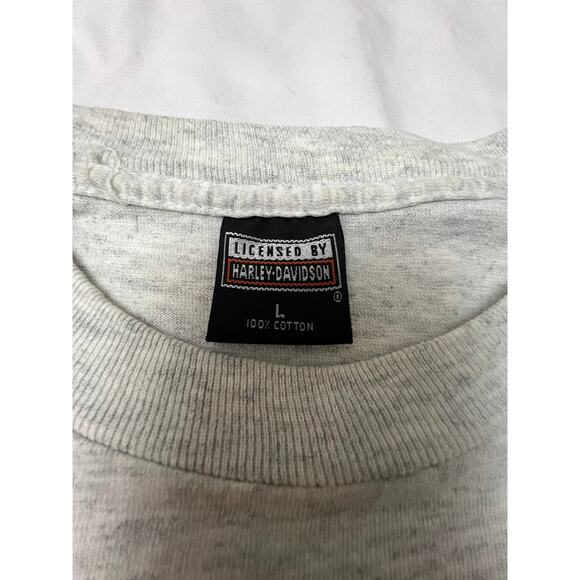 LICENSED BY
HARLEY-DAVIDSON
®
L
100% COTTON